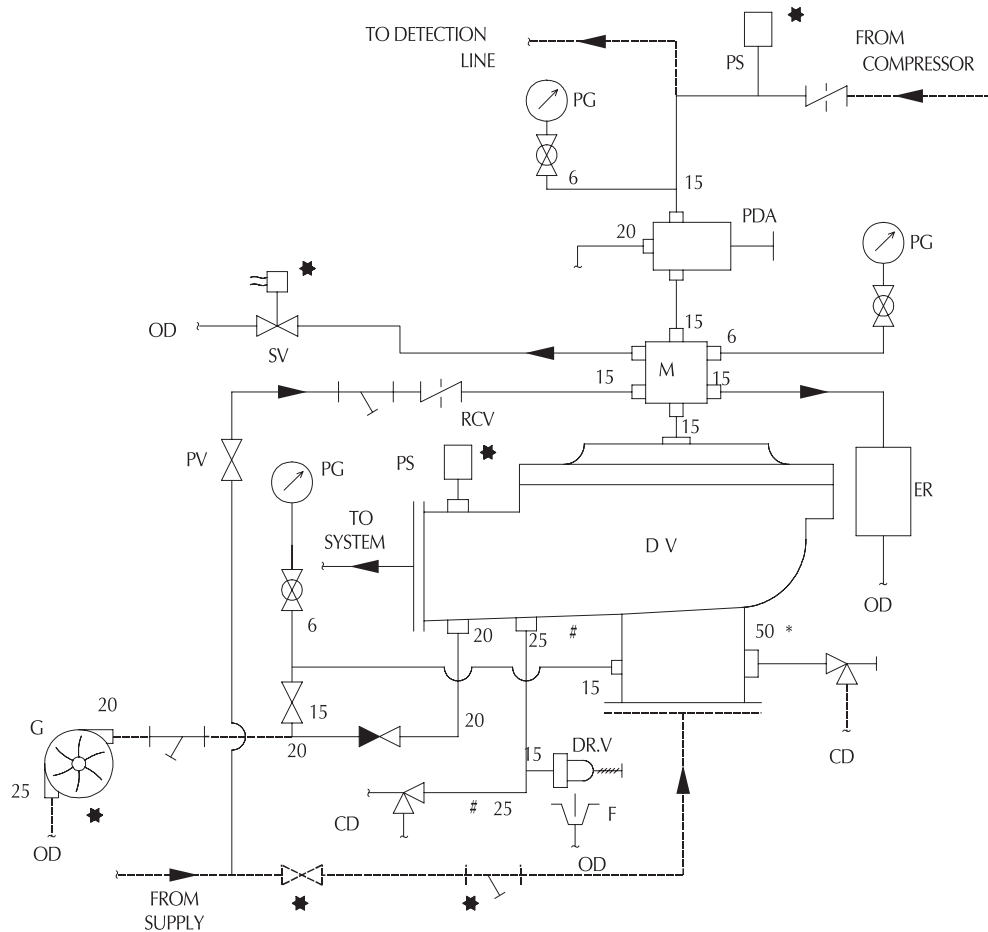 TO DETECTION
LINE
PS
FROM
COMPRESSOR
PG
6
15
PDA
20
PG
OD
SV
15
6
M
15
15
RCV
15
PV
PS
PG
ER
TO
SYSTEM
D V
OD
6
20
25
#
50 *
15
15
20
20
G
20
25
OD
15
DR.V
CD
CD
# 25
F
OD
FROM
SUPPLY